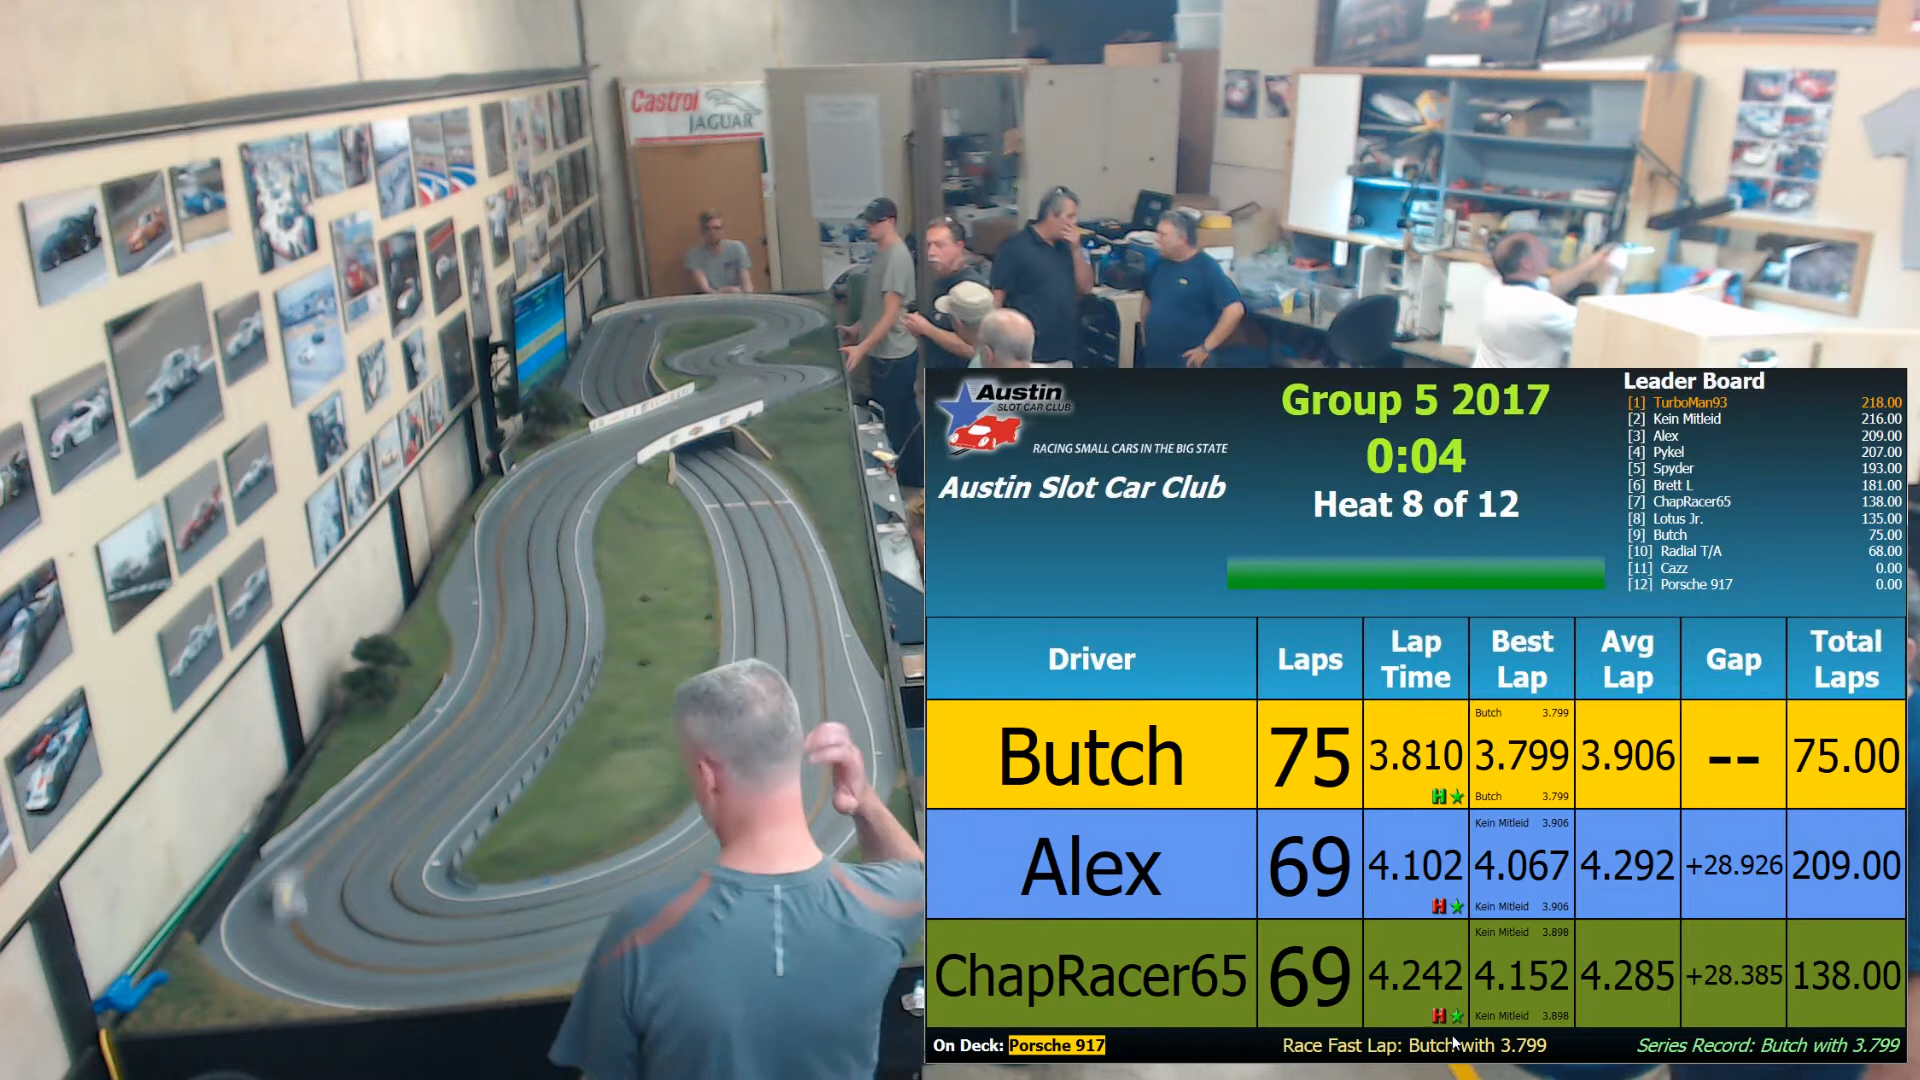 Castrol
JAGUAR
Austin
SLOT CAR CLUB
RACING SMALL CARS IN THE BIG STATE
Austin Slot Car Club
Group 5 2017
0:04
Heat 8 of 12
Leader Board
[1] TurboMan93 218.00
[2] Kein Mitleid 216.00
[3] Alex 209.00
[4] Pykel 207.00
[5] Spyder 193.00
[6] Brett L 181.00
[7] ChapRacer65 138.00
[8] Lotus Jr. 135.00
[9] Butch 75.00
[10] Radial T/A 68.00
[11] Cazz 0.00
[12] Porsche 917 0.00
Driver Laps Lap Time Best Lap Avg Lap Gap Total Laps
Butch 3.799
Butch 75 3.810 3.799 3.906 -- 75.00
H Butch 3.799
Kein Mitleid 3.906
Alex 69 4.102 4.067 4.292 +28.926 209.00
H Kein Mitleid 3.906
Kein Mitleid 3.898
ChapRacer65 69 4.242 4.152 4.285 +28.385 138.00
H Kein Mitleid 3.898
On Deck: Porsche 917 Race Fast Lap: Butch with 3.799 Series Record: Butch with 3.799